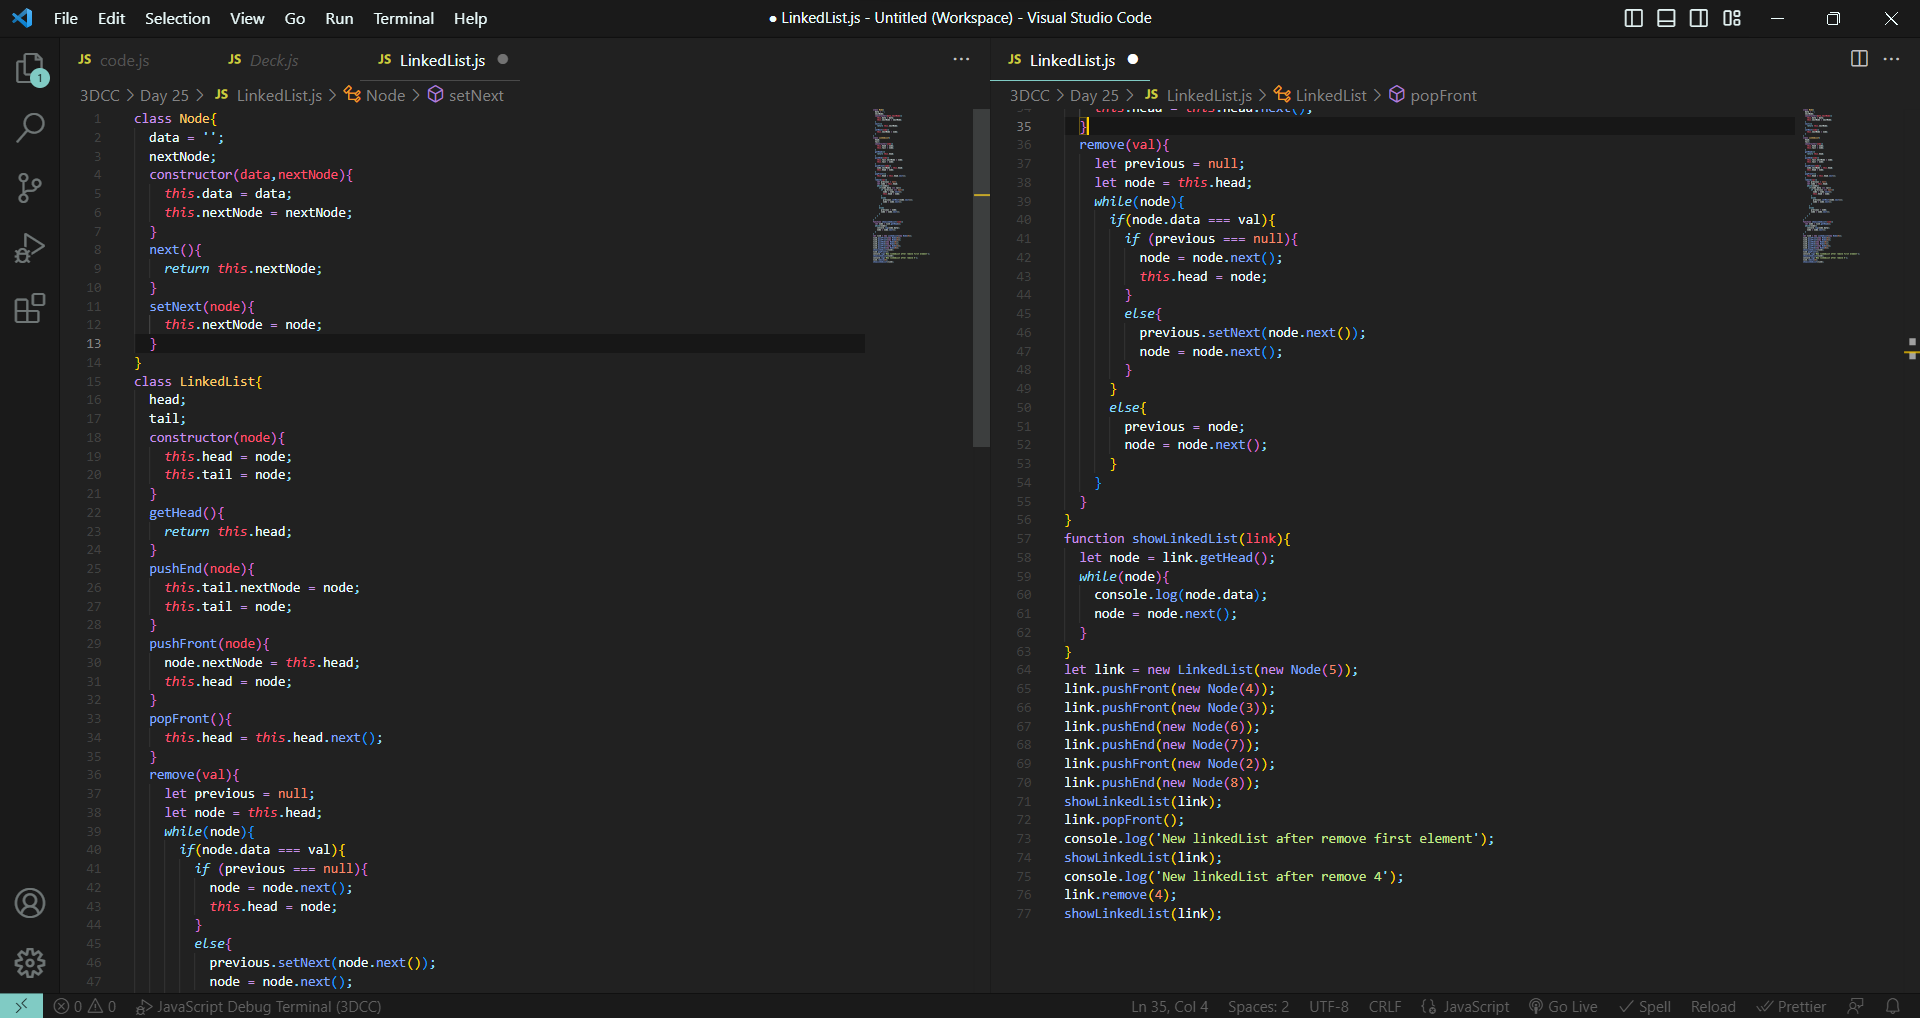 File Edit Selection View Go Run Terminal Help
● LinkedList.js - Untitled (Workspace) - Visual Studio Code
1
JS code.js
JS Deck.js
JS LinkedList.js
3DCC > Day 25 > JS LinkedList.js > Node > setNext
1 class Node{
2 data = '';
3 nextNode;
4 constructor(data,nextNode){
5 this.data = data;
6 this.nextNode = nextNode;
7 }
8 next(){
9 return this.nextNode;
10 }
11 setNext(node){
12 this.nextNode = node;
13 }
14 }
15 class LinkedList{
16 head;
17 tail;
18 constructor(node){
19 this.head = node;
20 this.tail = node;
21 }
22 getHead(){
23 return this.head;
24 }
25 pushEnd(node){
26 this.tail.nextNode = node;
27 this.tail = node;
28 }
29 pushFront(node){
30 node.nextNode = this.head;
31 this.head = node;
32 }
33 popFront(){
34 this.head = this.head.next();
35 }
36 remove(val){
37 let previous = null;
38 let node = this.head;
39 while(node){
40 if(node.data === val){
41 if (previous === null){
42 node = node.next();
43 this.head = node;
44 }
45 else{
46 previous.setNext(node.next());
47 node = node.next();
JS LinkedList.js ●
3DCC > Day 25 > JS LinkedList.js > LinkedList > popFront
34 this.head = this.head.next();
35 }
36 remove(val){
37 let previous = null;
38 let node = this.head;
39 while(node){
40 if(node.data === val){
41 if (previous === null){
42 node = node.next();
43 this.head = node;
44 }
45 else{
46 previous.setNext(node.next());
47 node = node.next();
48 }
49 }
50 else{
51 previous = node;
52 node = node.next();
53 }
54 }
55 }
56 }
57 function showLinkedList(link){
58 let node = link.getHead();
59 while(node){
60 console.log(node.data);
61 node = node.next();
62 }
63 }
64 let link = new LinkedList(new Node(5));
65 link.pushFront(new Node(4));
66 link.pushFront(new Node(3));
67 link.pushEnd(new Node(6));
68 link.pushEnd(new Node(7));
69 link.pushFront(new Node(2));
70 link.pushEnd(new Node(8));
71 showLinkedList(link);
72 link.popFront();
73 console.log('New linkedList after remove first element');
74 showLinkedList(link);
75 console.log('New linkedList after remove 4');
76 link.remove(4);
77 showLinkedList(link);
0 0 JavaScript Debug Terminal (3DCC)
Ln 35, Col 4 Spaces: 2 UTF-8 CRLF {} JavaScript Go Live Spell Reload Prettier